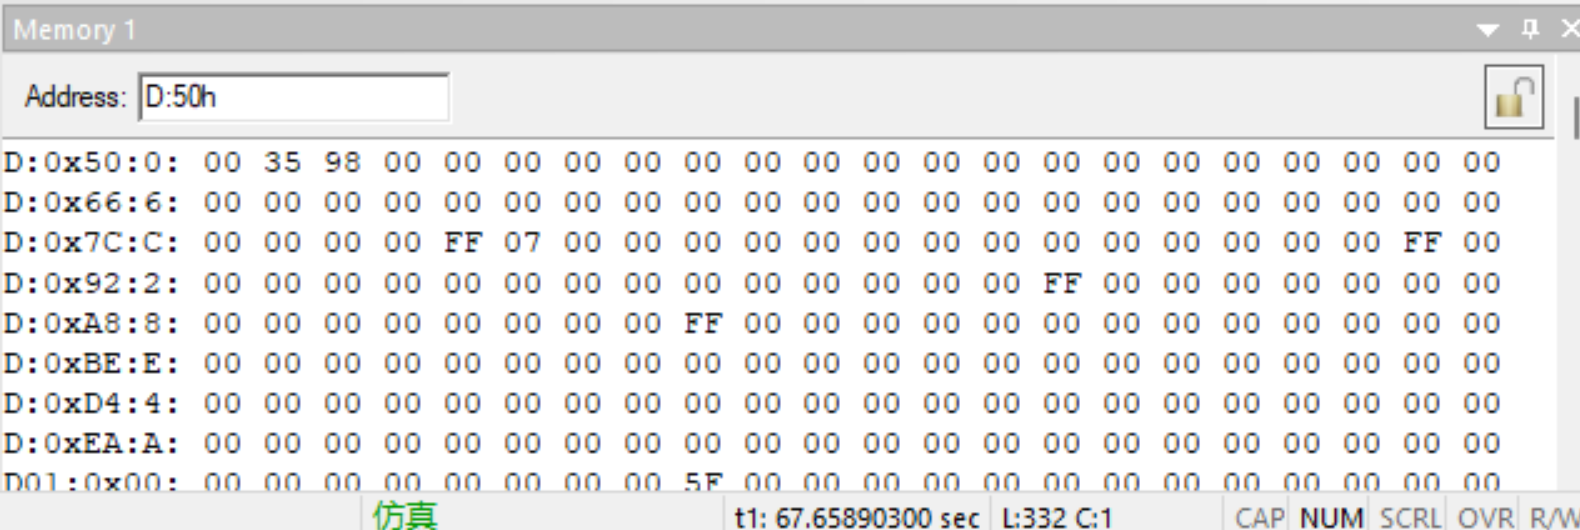 Memory 1
Address: D:50h
D:0x50:0: 00 35 98 00 00 00 00 00 00 00 00 00 00 00 00 00 00 00 00 00 00 00
D:0x66:6: 00 00 00 00 00 00 00 00 00 00 00 00 00 00 00 00 00 00 00 00 00 00
D:0x7C:C: 00 00 00 00 FF 07 00 00 00 00 00 00 00 00 00 00 00 00 00 00 FF 00
D:0x92:2: 00 00 00 00 00 00 00 00 00 00 00 00 00 00 FF 00 00 00 00 00 00 00
D:0xA8:8: 00 00 00 00 00 00 00 00 FF 00 00 00 00 00 00 00 00 00 00 00 00 00
D:0xBE:E: 00 00 00 00 00 00 00 00 00 00 00 00 00 00 00 00 00 00 00 00 00 00
D:0xD4:4: 00 00 00 00 00 00 00 00 00 00 00 00 00 00 00 00 00 00 00 00 00 00
D:0xEA:A: 00 00 00 00 00 00 00 00 00 00 00 00 00 00 00 00 00 00 00 00 00 00
D01:0x00: 00 00 00 00 00 00 00 00 5F 00 00 00 00 00 00 00 00 00 00 00 00 00
仿真 t1: 67.65890300 sec L:332 C:1 CAP NUM SCRL OVR R/W